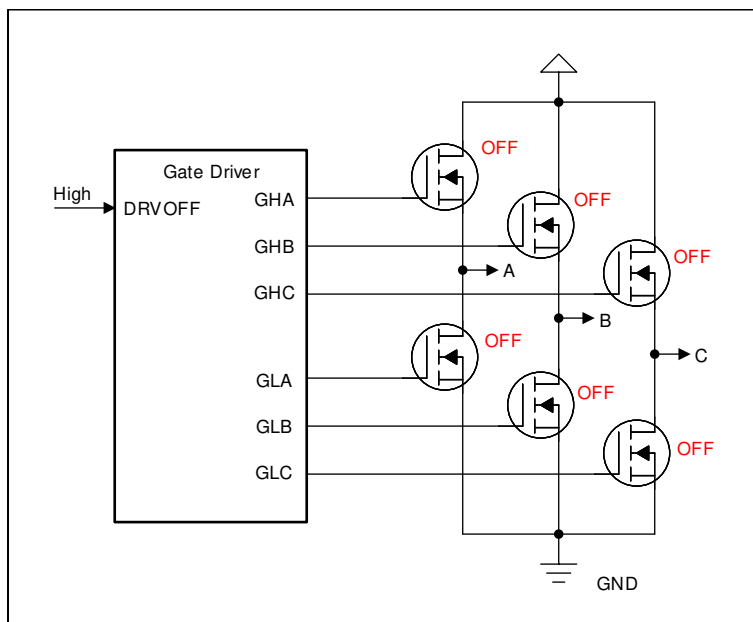 Gate Driver
High
DRVOFF
GHA
GHB
GHC
GLA
GLB
GLC
OFF
OFF
OFF
A
B
C
OFF
OFF
OFF
GND